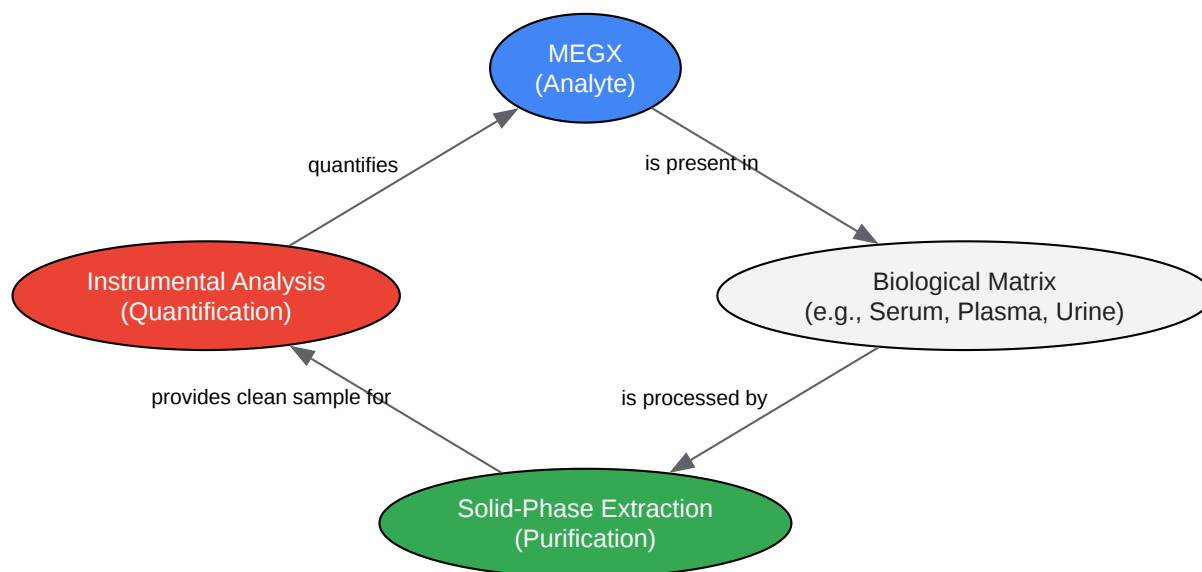 MEGX
(Analyte)
quantifies
is present in
Instrumental Analysis
(Quantification)
Biological Matrix
(e.g., Serum, Plasma, Urine)
provides clean sample for
is processed by
Solid-Phase Extraction
(Purification)